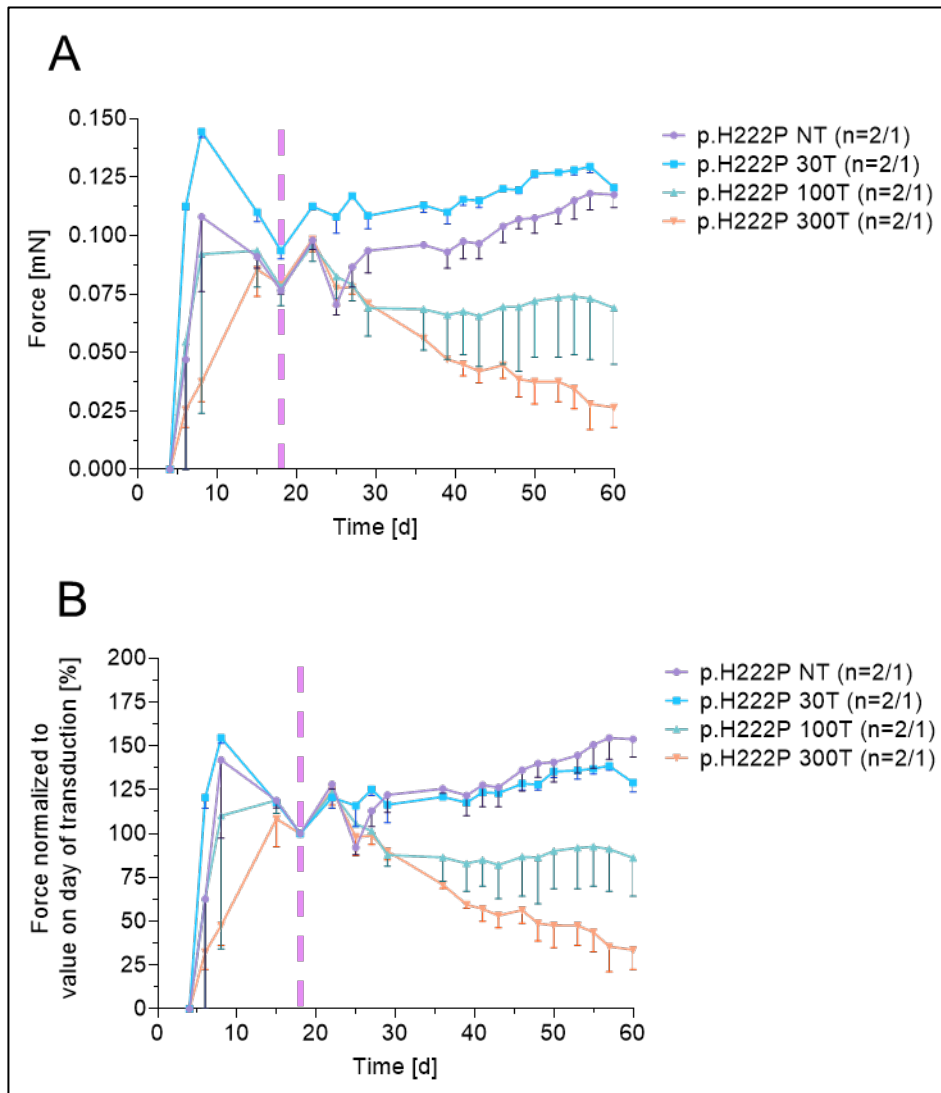 A
0.150
0.125
0.100
0.075
0.050
0.025
0.000
Force [mN]
0 10 20 30 40 50 60
Time [d]
p.H222P NT (n=2/1)
p.H222P 30T (n=2/1)
p.H222P 100T (n=2/1)
p.H222P 300T (n=2/1)
B
200
175
150
125
100
75
50
25
0
Force normalized to
value on day of transduction [%]
0 10 20 30 40 50 60
Time [d]
p.H222P NT (n=2/1)
p.H222P 30T (n=2/1)
p.H222P 100T (n=2/1)
p.H222P 300T (n=2/1)